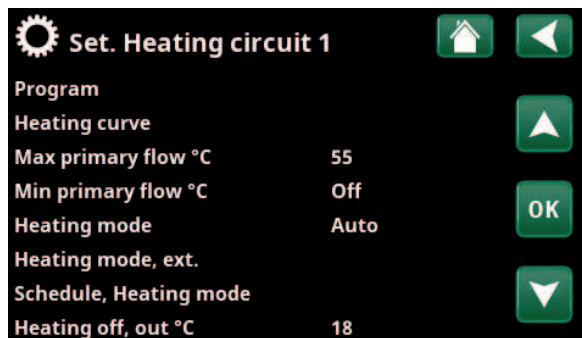 Set. Heating circuit 1
Program
Heating curve
Max primary flow °C 55
Min primary flow °C Off
Heating mode Auto
OK
Heating mode, ext.
Schedule, Heating mode
Heating off, out °C 18